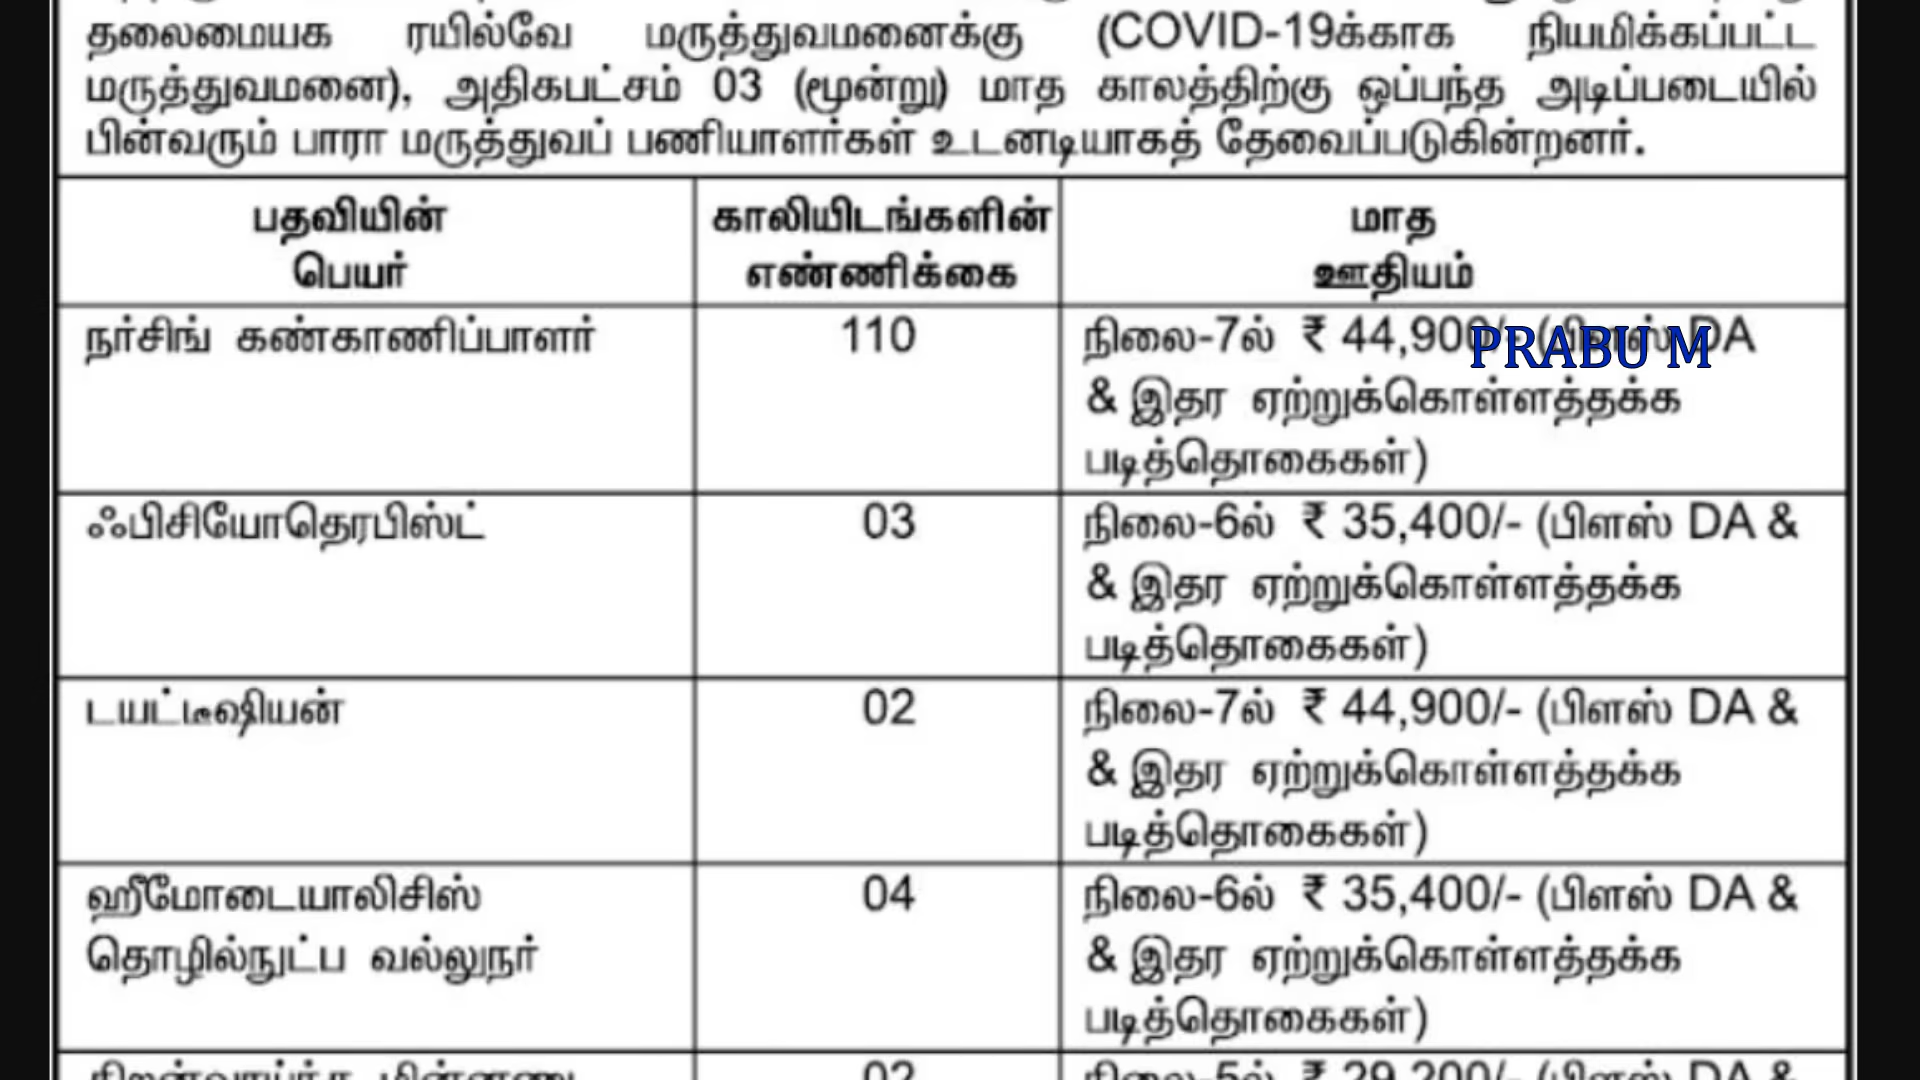 தலைமையக ரயில்வே மருத்துவமனைக்கு (COVID-19க்காக நியமிக்கப்பட்ட
மருத்துவமனை), அதிகபட்சம் 03 (மூன்று) மாத காலத்திற்கு ஒப்பந்த அடிப்படையில்
பின்வரும் பாரா மருத்துவப் பணியாளர்கள் உடனடியாகத் தேவைப்படுகின்றனர்.
பதவியின்
பெயர்
காலியிடங்களின்
எண்ணிக்கை
மாத
ஊதியம்
நர்சிங் கண்காணிப்பாளர்
110
நிலை-7ல் ₹ 44,900/- (பிளஸ் DA
PRABU M
& இதர ஏற்றுக்கொள்ளத்தக்க
படித்தொகைகள்)
ஃபிசியோதெரபிஸ்ட்
03
நிலை-6ல் ₹ 35,400/- (பிளஸ் DA &
& இதர ஏற்றுக்கொள்ளத்தக்க
படித்தொகைகள்)
டயட்டீஷியன்
02
நிலை-7ல் ₹ 44,900/- (பிளஸ் DA &
& இதர ஏற்றுக்கொள்ளத்தக்க
படித்தொகைகள்)
ஹீமோடையாலிசிஸ்
தொழில்நுட்ப வல்லுநர்
04
நிலை-6ல் ₹ 35,400/- (பிளஸ் DA &
& இதர ஏற்றுக்கொள்ளத்தக்க
படித்தொகைகள்)
02
நிலை-5ல் ₹ 29,200/- (பிளஸ் DA &